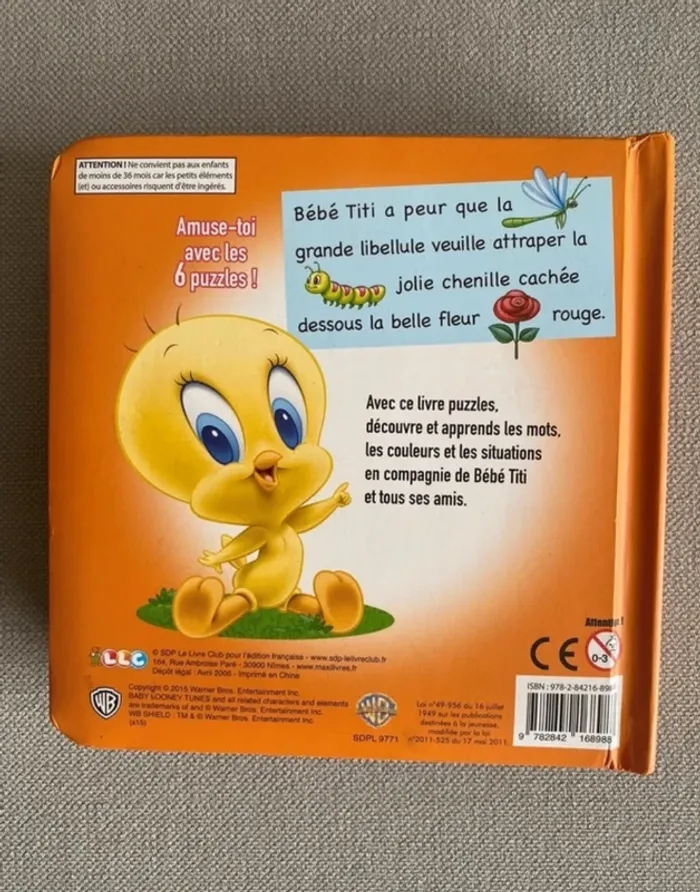 ATTENTION ! Ne convient pas aux enfants
de moins de 36 mois car les petits éléments
(et) ou accessoires risquent d'être ingérés.
Amuse-toi
avec les
6 puzzles !
Bébé Titi a peur que la
grande libellule veuille attraper la
jolie chenille cachée
dessous la belle fleur rouge.
Avec ce livre puzzles,
découvre et apprends les mots,
les couleurs et les situations
en compagnie de Bébé Titi
et tous ses amis.
Attention !
CE
0-3
LLC
© SDP Le Livre Club pour l'édition française - www.sdp-lelivreclub.fr
164, Rue Ambroise Paré - 30900 Nîmes - www.maxilivres.fr
Dépôt légal : Avril 2006 - Imprimé en Chine
WB
Copyright © 2015 Warner Bros. Entertainment Inc.
BABY LOONEY TUNES and all related characters and elements
are trademarks of and © Warner Bros. Entertainment Inc.
WB SHIELD : TM & © Warner Bros. Entertainment Inc.
(s15)
SDPL 9771
Loi n°49-956 du 16 juillet
1949 sur les publications
destinées à la jeunesse,
modifiée par la loi
n°2011-525 du 17 mai 2011.
ISBN : 978-2-84216-898
9 782842 168988